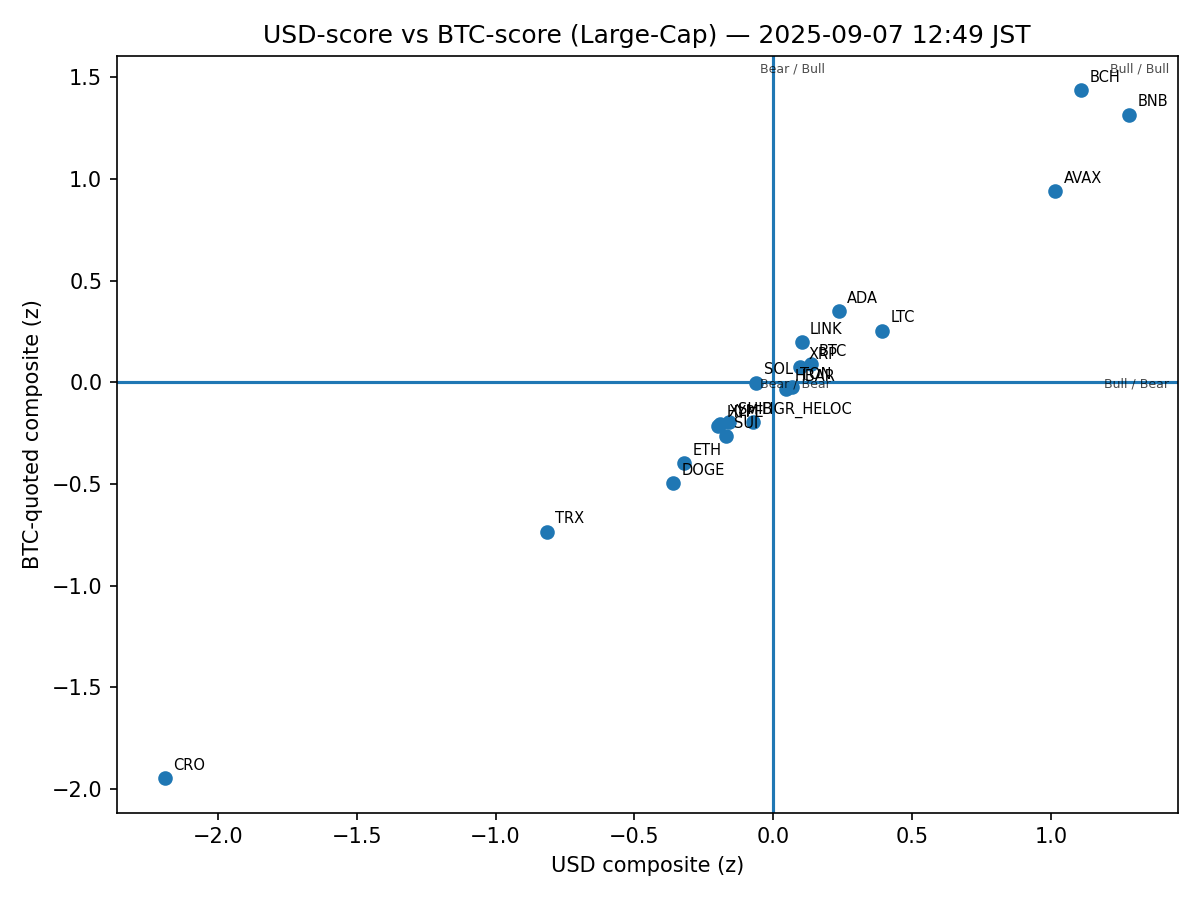 USD-score vs BTC-score (Large-Cap) — 2025-09-07 12:49 JST
BTC-quoted composite (z)
1.5
1.0
0.5
0.0
−0.5
−1.0
−1.5
−2.0
Bear / Bull
Bull / Bull
BCH
BNB
AVAX
ADA
LTC
LINK
BTC
XRP
SOL
TON
HBAR
Bear / Bear
Bull / Bear
SHIB
FIGR_HELOC
SUI
ETH
DOGE
TRX
CRO
−2.0
−1.5
−1.0
−0.5
0.0
0.5
1.0
USD composite (z)